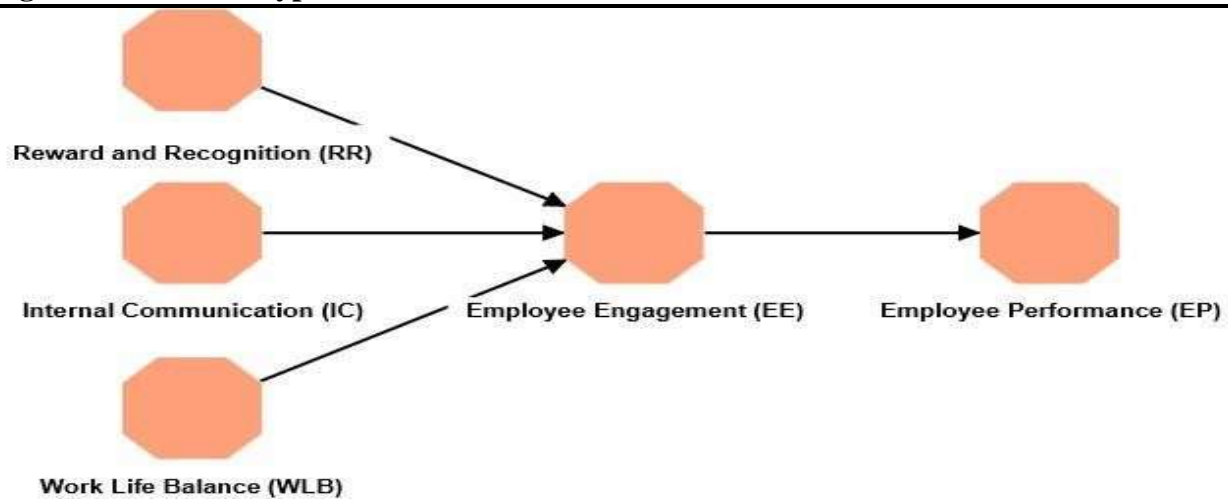 Reward and Recognition (RR)
Internal Communication (IC)
Employee Engagement (EE)
Employee Performance (EP)
Work Life Balance (WLB)